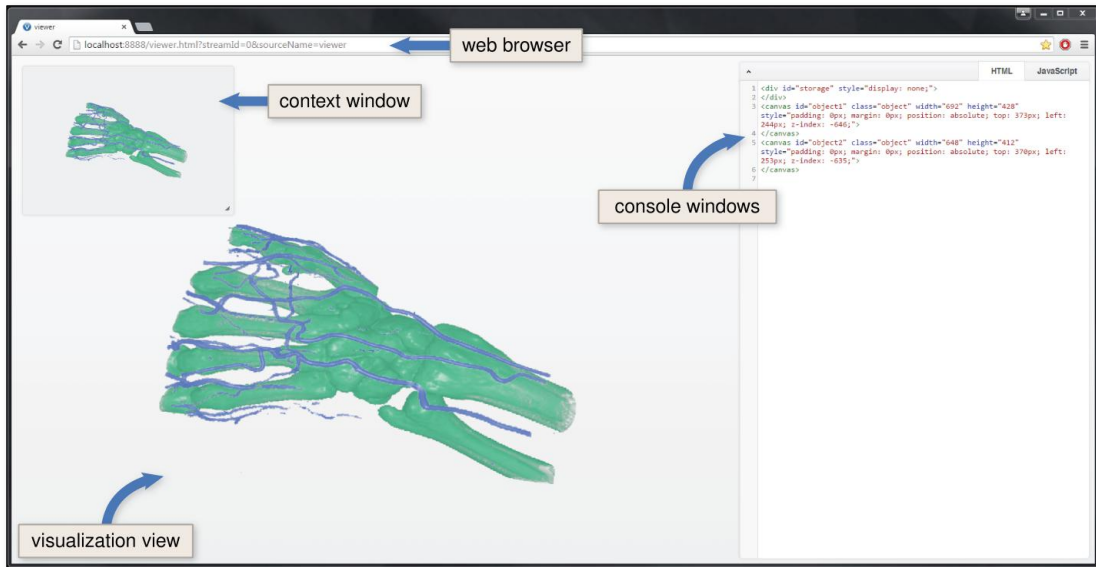 viewer
localhost:8888/viewer.html?streamId=0&sourceName=viewer
web browser
context window
HTML JavaScript
1 <div id="storage" style="display: none;">
2 </div>
3 <canvas id="object1" class="object" width="692" height="428"
style="padding: 0px; margin: 0px; position: absolute; top: 373px; left:
244px; z-index: -646;">
4 </canvas>
5 <canvas id="object2" class="object" width="648" height="412"
style="padding: 0px; margin: 0px; position: absolute; top: 370px; left:
253px; z-index: -635;">
6 </canvas>
7
console windows
visualization view